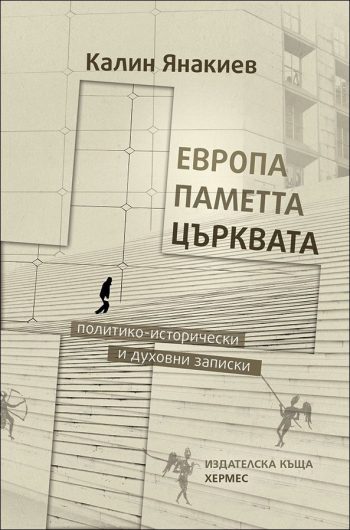 Калин Янакиев
ЕВРОПА
ПАМЕТТА
ЦЪРКВАТА
политико-исторически
и духовни записки
ИЗДАТЕЛСКА КЪЩА
ХЕРМЕС